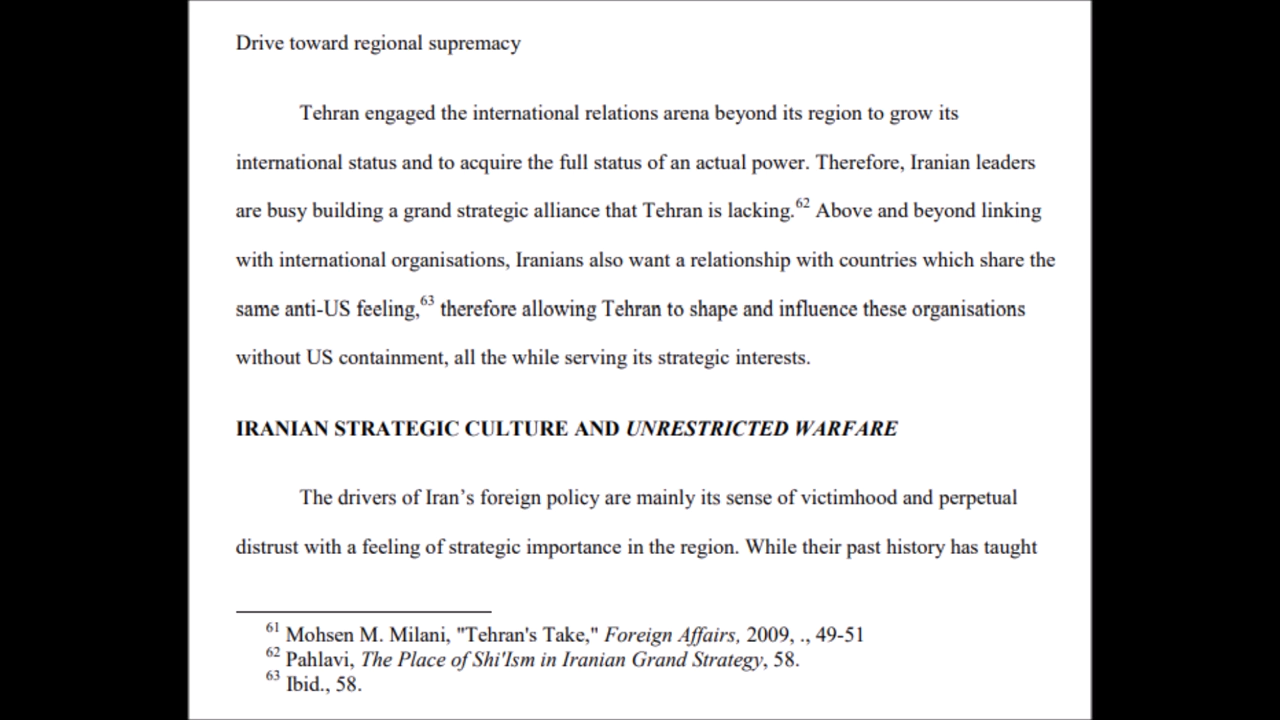 Drive toward regional supremacy
Tehran engaged the international relations arena beyond its region to grow its
international status and to acquire the full status of an actual power. Therefore, Iranian leaders
are busy building a grand strategic alliance that Tehran is lacking.62 Above and beyond linking
with international organisations, Iranians also want a relationship with countries which share the
same anti-US feeling,63 therefore allowing Tehran to shape and influence these organisations
without US containment, all the while serving its strategic interests.
IRANIAN STRATEGIC CULTURE AND UNRESTRICTED WARFARE
The drivers of Iran’s foreign policy are mainly its sense of victimhood and perpetual
distrust with a feeling of strategic importance in the region. While their past history has taught
61 Mohsen M. Milani, "Tehran's Take," Foreign Affairs, 2009, ., 49-51
62 Pahlavi, The Place of Shi'Ism in Iranian Grand Strategy, 58.
63 Ibid., 58.